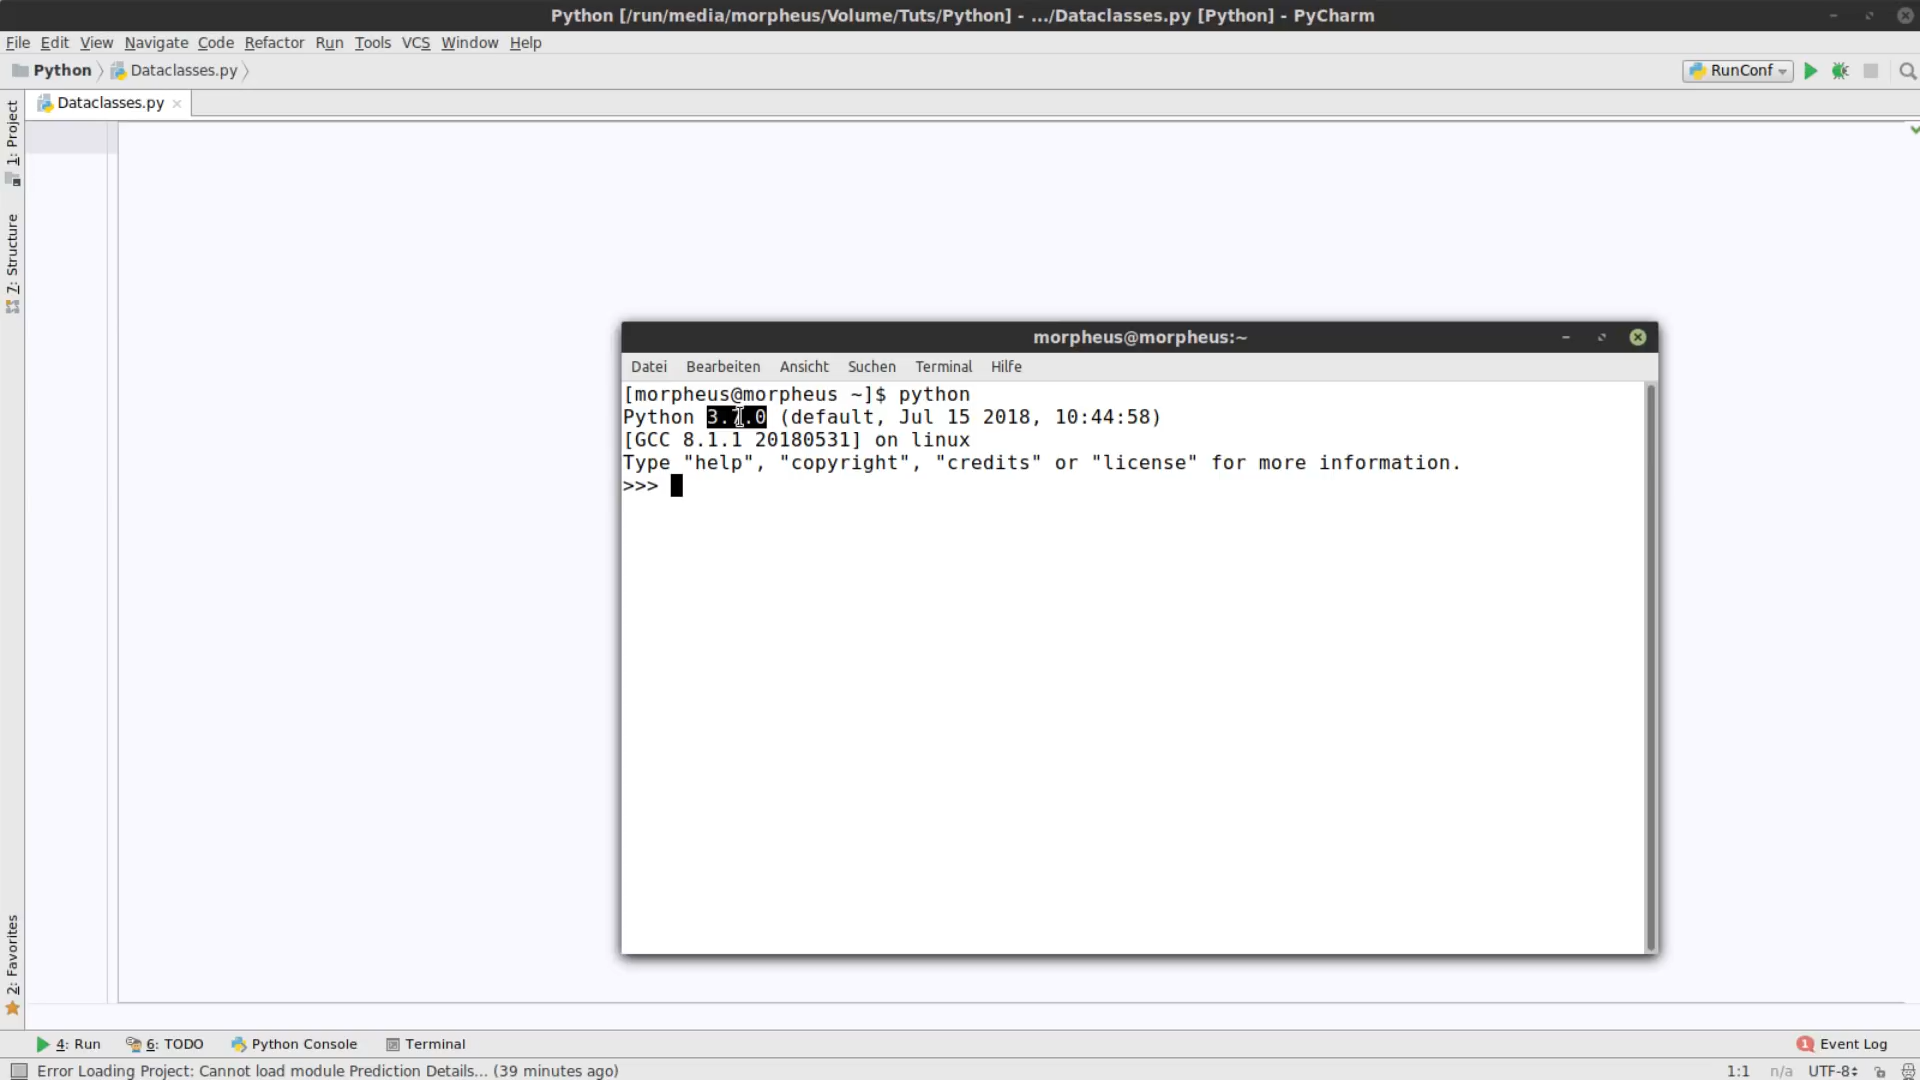 Python [/run/media/morpheus/Volume/Tuts/Python] - .../Dataclasses.py [Python] - PyCharm
File Edit View Navigate Code Refactor Run Tools VCS Window Help
Python Dataclasses.py RunConf
Dataclasses.py
1: Project
7: Structure
morpheus@morpheus:~
Datei Bearbeiten Ansicht Suchen Terminal Hilfe
[morpheus@morpheus ~]$ python
Python 3.7.0 (default, Jul 15 2018, 10:44:58)
[GCC 8.1.1 20180531] on linux
Type "help", "copyright", "credits" or "license" for more information.
>>>
2: Favorites
4: Run 6: TODO Python Console Terminal 1 Event Log
Error Loading Project: Cannot load module Prediction Details... (39 minutes ago) 1:1 n/a UTF-8